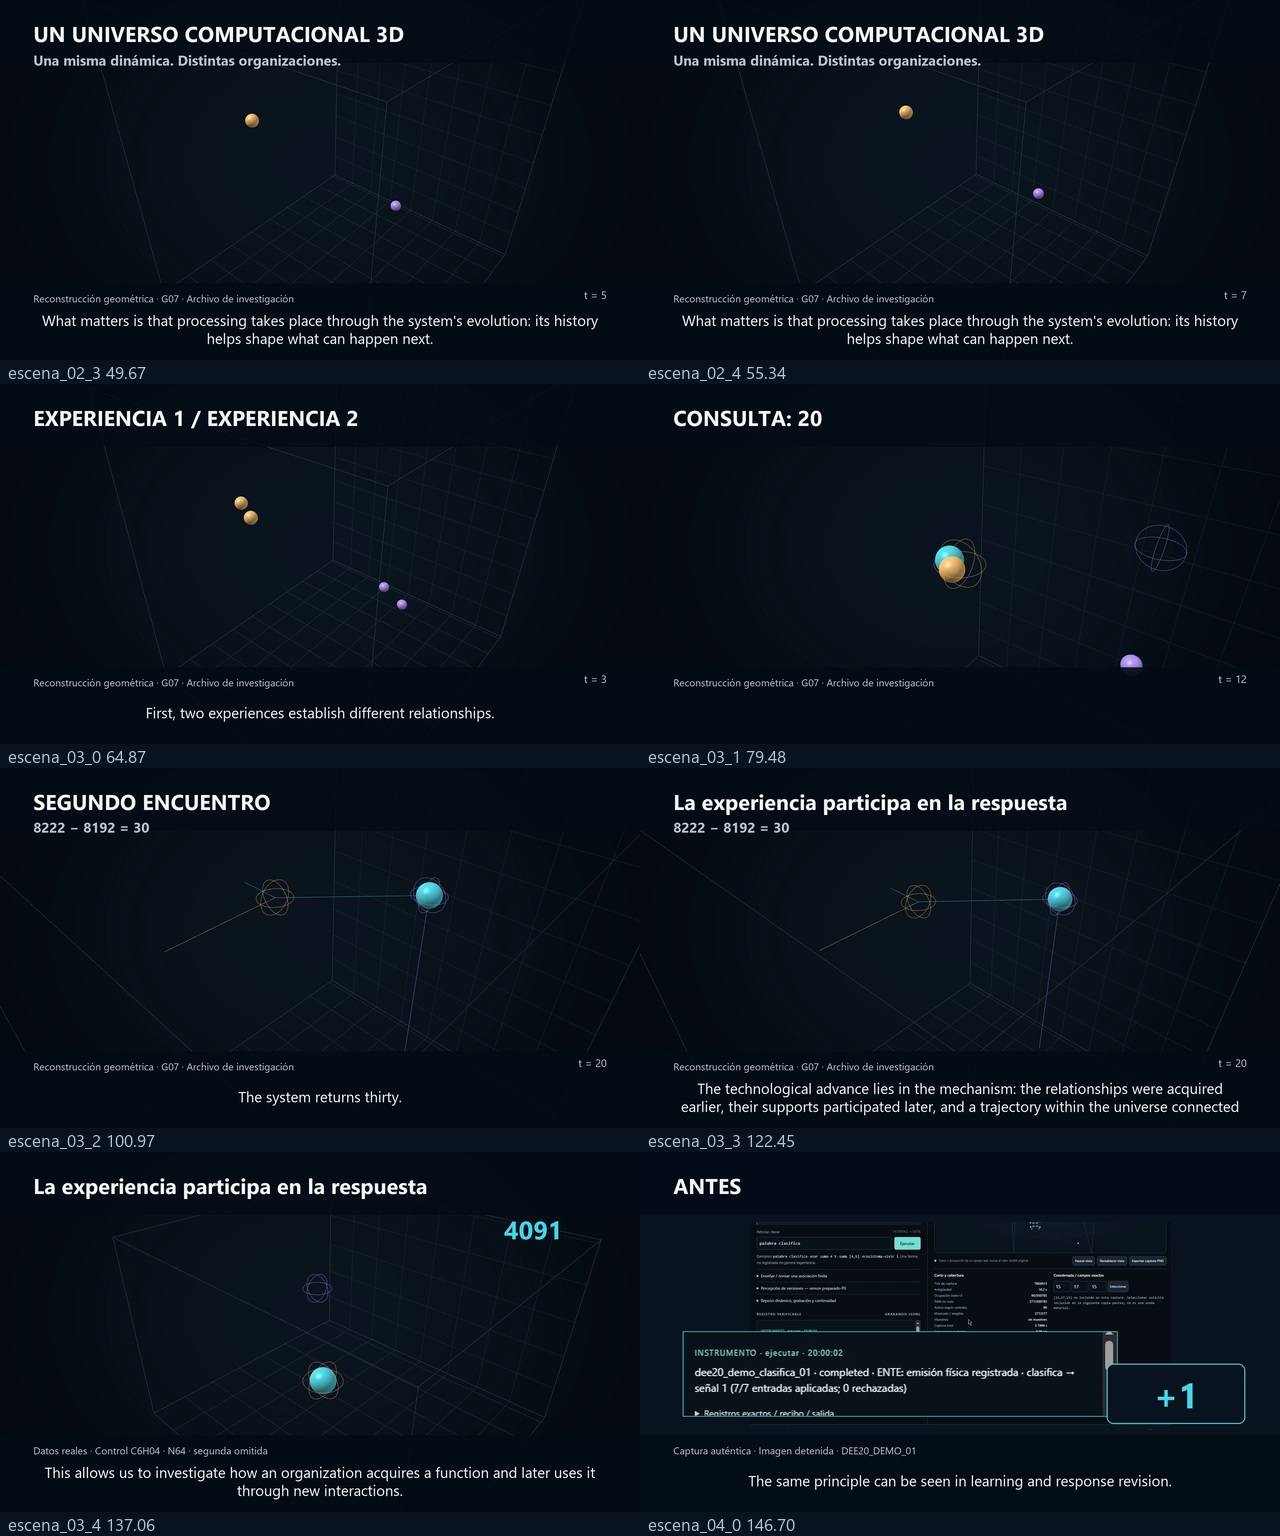 UN UNIVERSO COMPUTACIONAL 3D
Una misma dinámica. Distintas organizaciones.
Reconstrucción geométrica · G07 · Archivo de investigación
t = 5
What matters is that processing takes place through the system's evolution: its history
helps shape what can happen next.
escena_02_3 49.67
UN UNIVERSO COMPUTACIONAL 3D
Una misma dinámica. Distintas organizaciones.
Reconstrucción geométrica · G07 · Archivo de investigación
t = 7
What matters is that processing takes place through the system's evolution: its history
helps shape what can happen next.
escena_02_4 55.34
EXPERIENCIA 1 / EXPERIENCIA 2
Reconstrucción geométrica · G07 · Archivo de investigación
t = 3
First, two experiences establish different relationships.
escena_03_0 64.87
CONSULTA: 20
Reconstrucción geométrica · G07 · Archivo de investigación
t = 12
escena_03_1 79.48
SEGUNDO ENCUENTRO
8222 − 8192 = 30
Reconstrucción geométrica · G07 · Archivo de investigación
t = 20
The system returns thirty.
escena_03_2 100.97
La experiencia participa en la respuesta
8222 − 8192 = 30
Reconstrucción geométrica · G07 · Archivo de investigación
t = 20
The technological advance lies in the mechanism: the relationships were acquired
earlier, their supports participated later, and a trajectory within the universe connected
escena_03_3 122.45
La experiencia participa en la respuesta
4091
Datos reales · Control C6H04 · N64 · segunda omitida
This allows us to investigate how an organization acquires a function and later uses it
through new interactions.
escena_03_4 137.06
ANTES
palabra clasifica
Ejecutar
INSTRUMENTO · ejecutar · 20:00:02
dee20_demo_clasifica_01 · completed · ENTE: emisión física registrada · clasifica →
señal 1 (7/7 entradas aplicadas; 0 rechazadas)
▸ Registros exactos / recibo / salida
+1
Captura auténtica · Imagen detenida · DEE20_DEMO_01
The same principle can be seen in learning and response revision.
escena_04_0 146.70